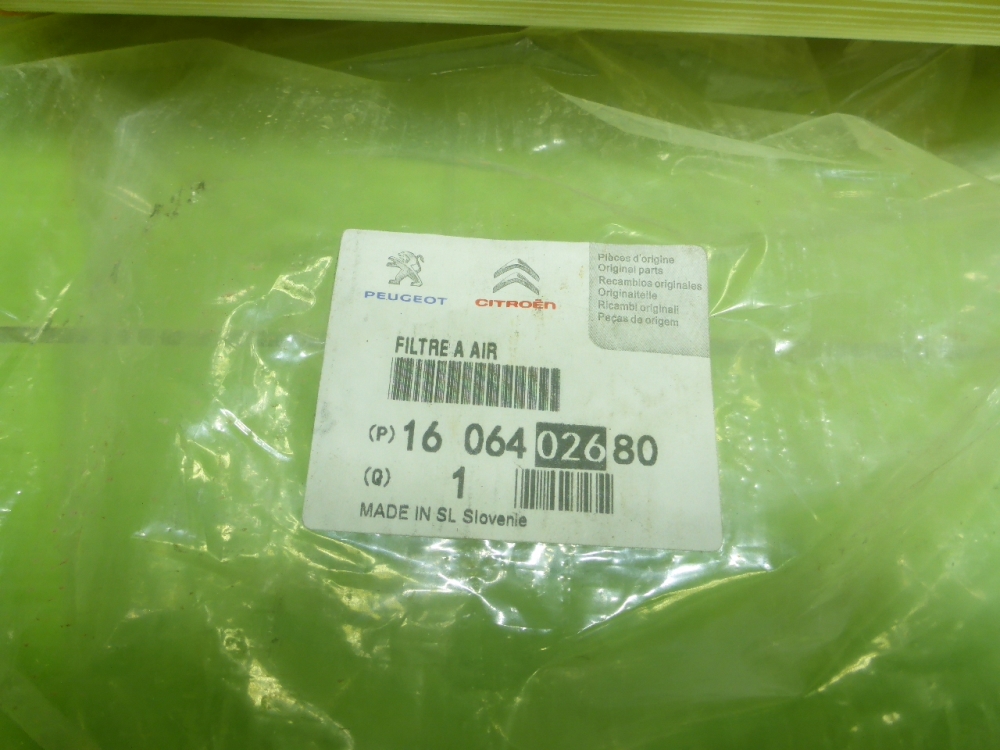 PEUGEOT
CITROËN
Pièces d'origine
Original parts
Recambios originales
Originalteile
Ricambi originali
Peças de origem
FILTRE A AIR
(P) 16 064 026 80
(Q) 1
MADE IN SL Slovenie